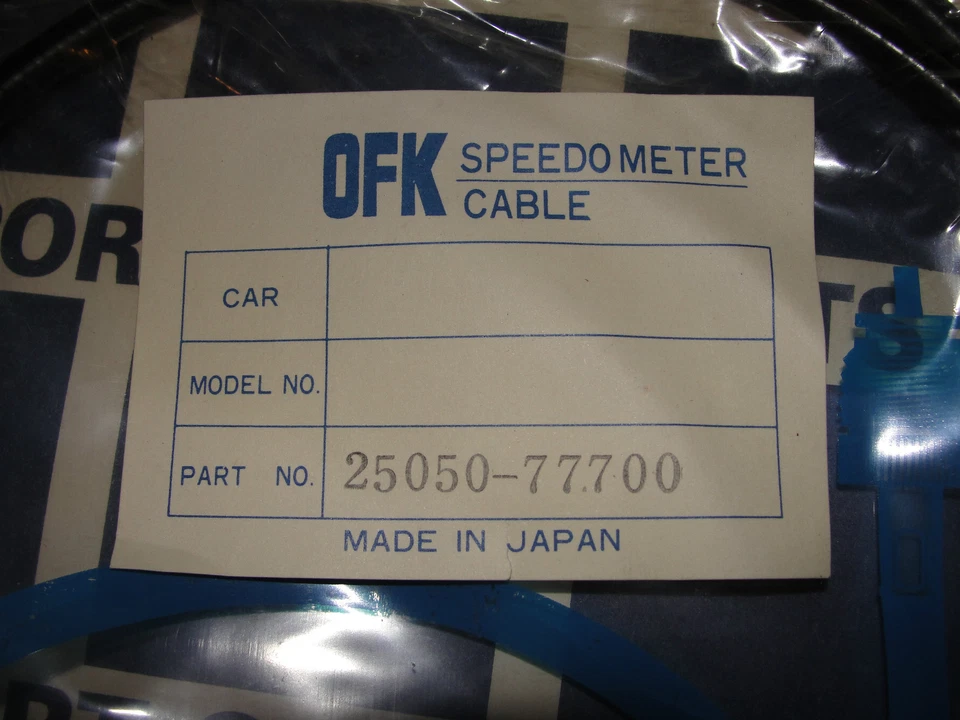 OFK SPEEDOMETER
CABLE
CAR
MODEL NO.
PART NO. 25050-77700
MADE IN JAPAN